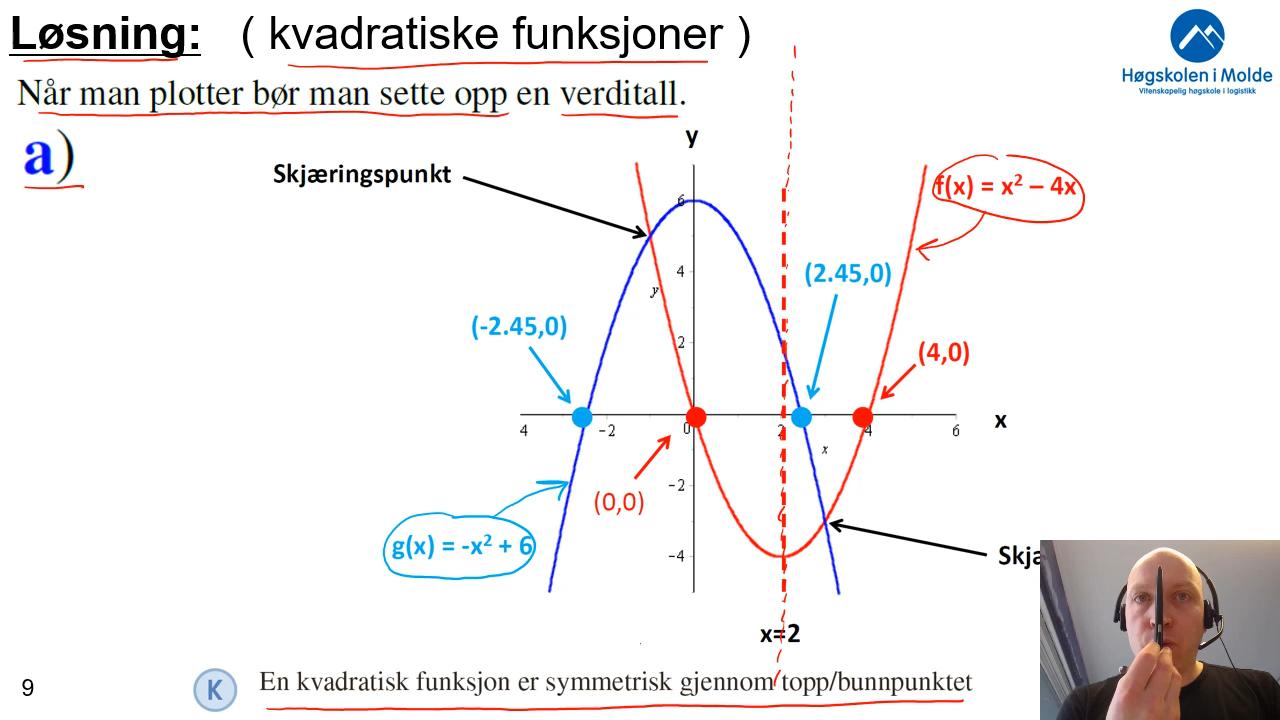 Løsning: ( kvadratiske funksjoner )
Høgskolen i Molde
Vitenskapelig høgskole i logistikk
Når man plotter bør man sette opp en verditall.
a)
y
Skjæringspunkt
f(x) = x² – 4x
6
4
y
(2.45,0)
(-2.45,0)
2
(4,0)
4 -2 0 2 4 6
x
x
-2
(0,0)
g(x) = -x² + 6
-4
Skjæ
x=2
K
En kvadratisk funksjon er symmetrisk gjennom topp/bunnpunktet
9